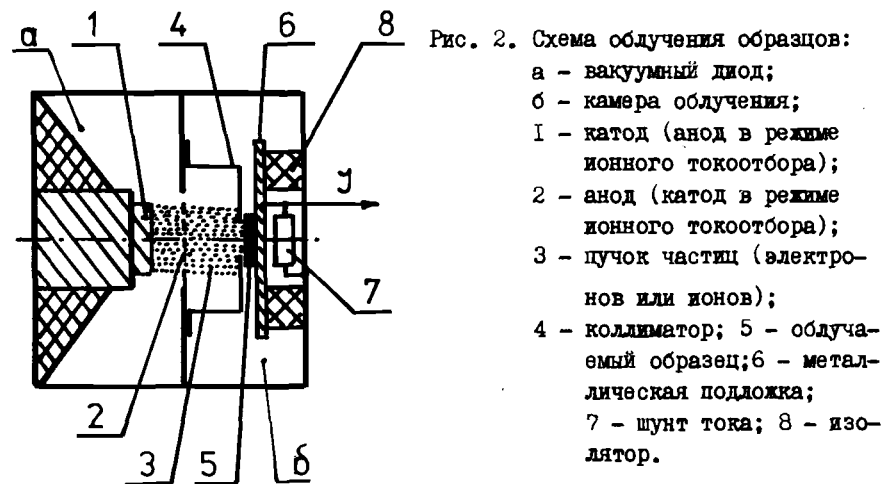 а 1 4 6 8
У
7
2 3 5 б
Рис. 2. Схема облучения образцов:
а - вакуумный диод;
б - камера облучения;
I - катод (анод в режиме
ионного токоотбора);
2 - анод (катод в режиме
ионного токоотбора);
3 - пучок частиц (электро-
нов или ионов);
4 - коллиматор; 5 - облуча-
емый образец;6 - метал-
лическая подложка;
7 - шунт тока; 8 - изо-
лятор.